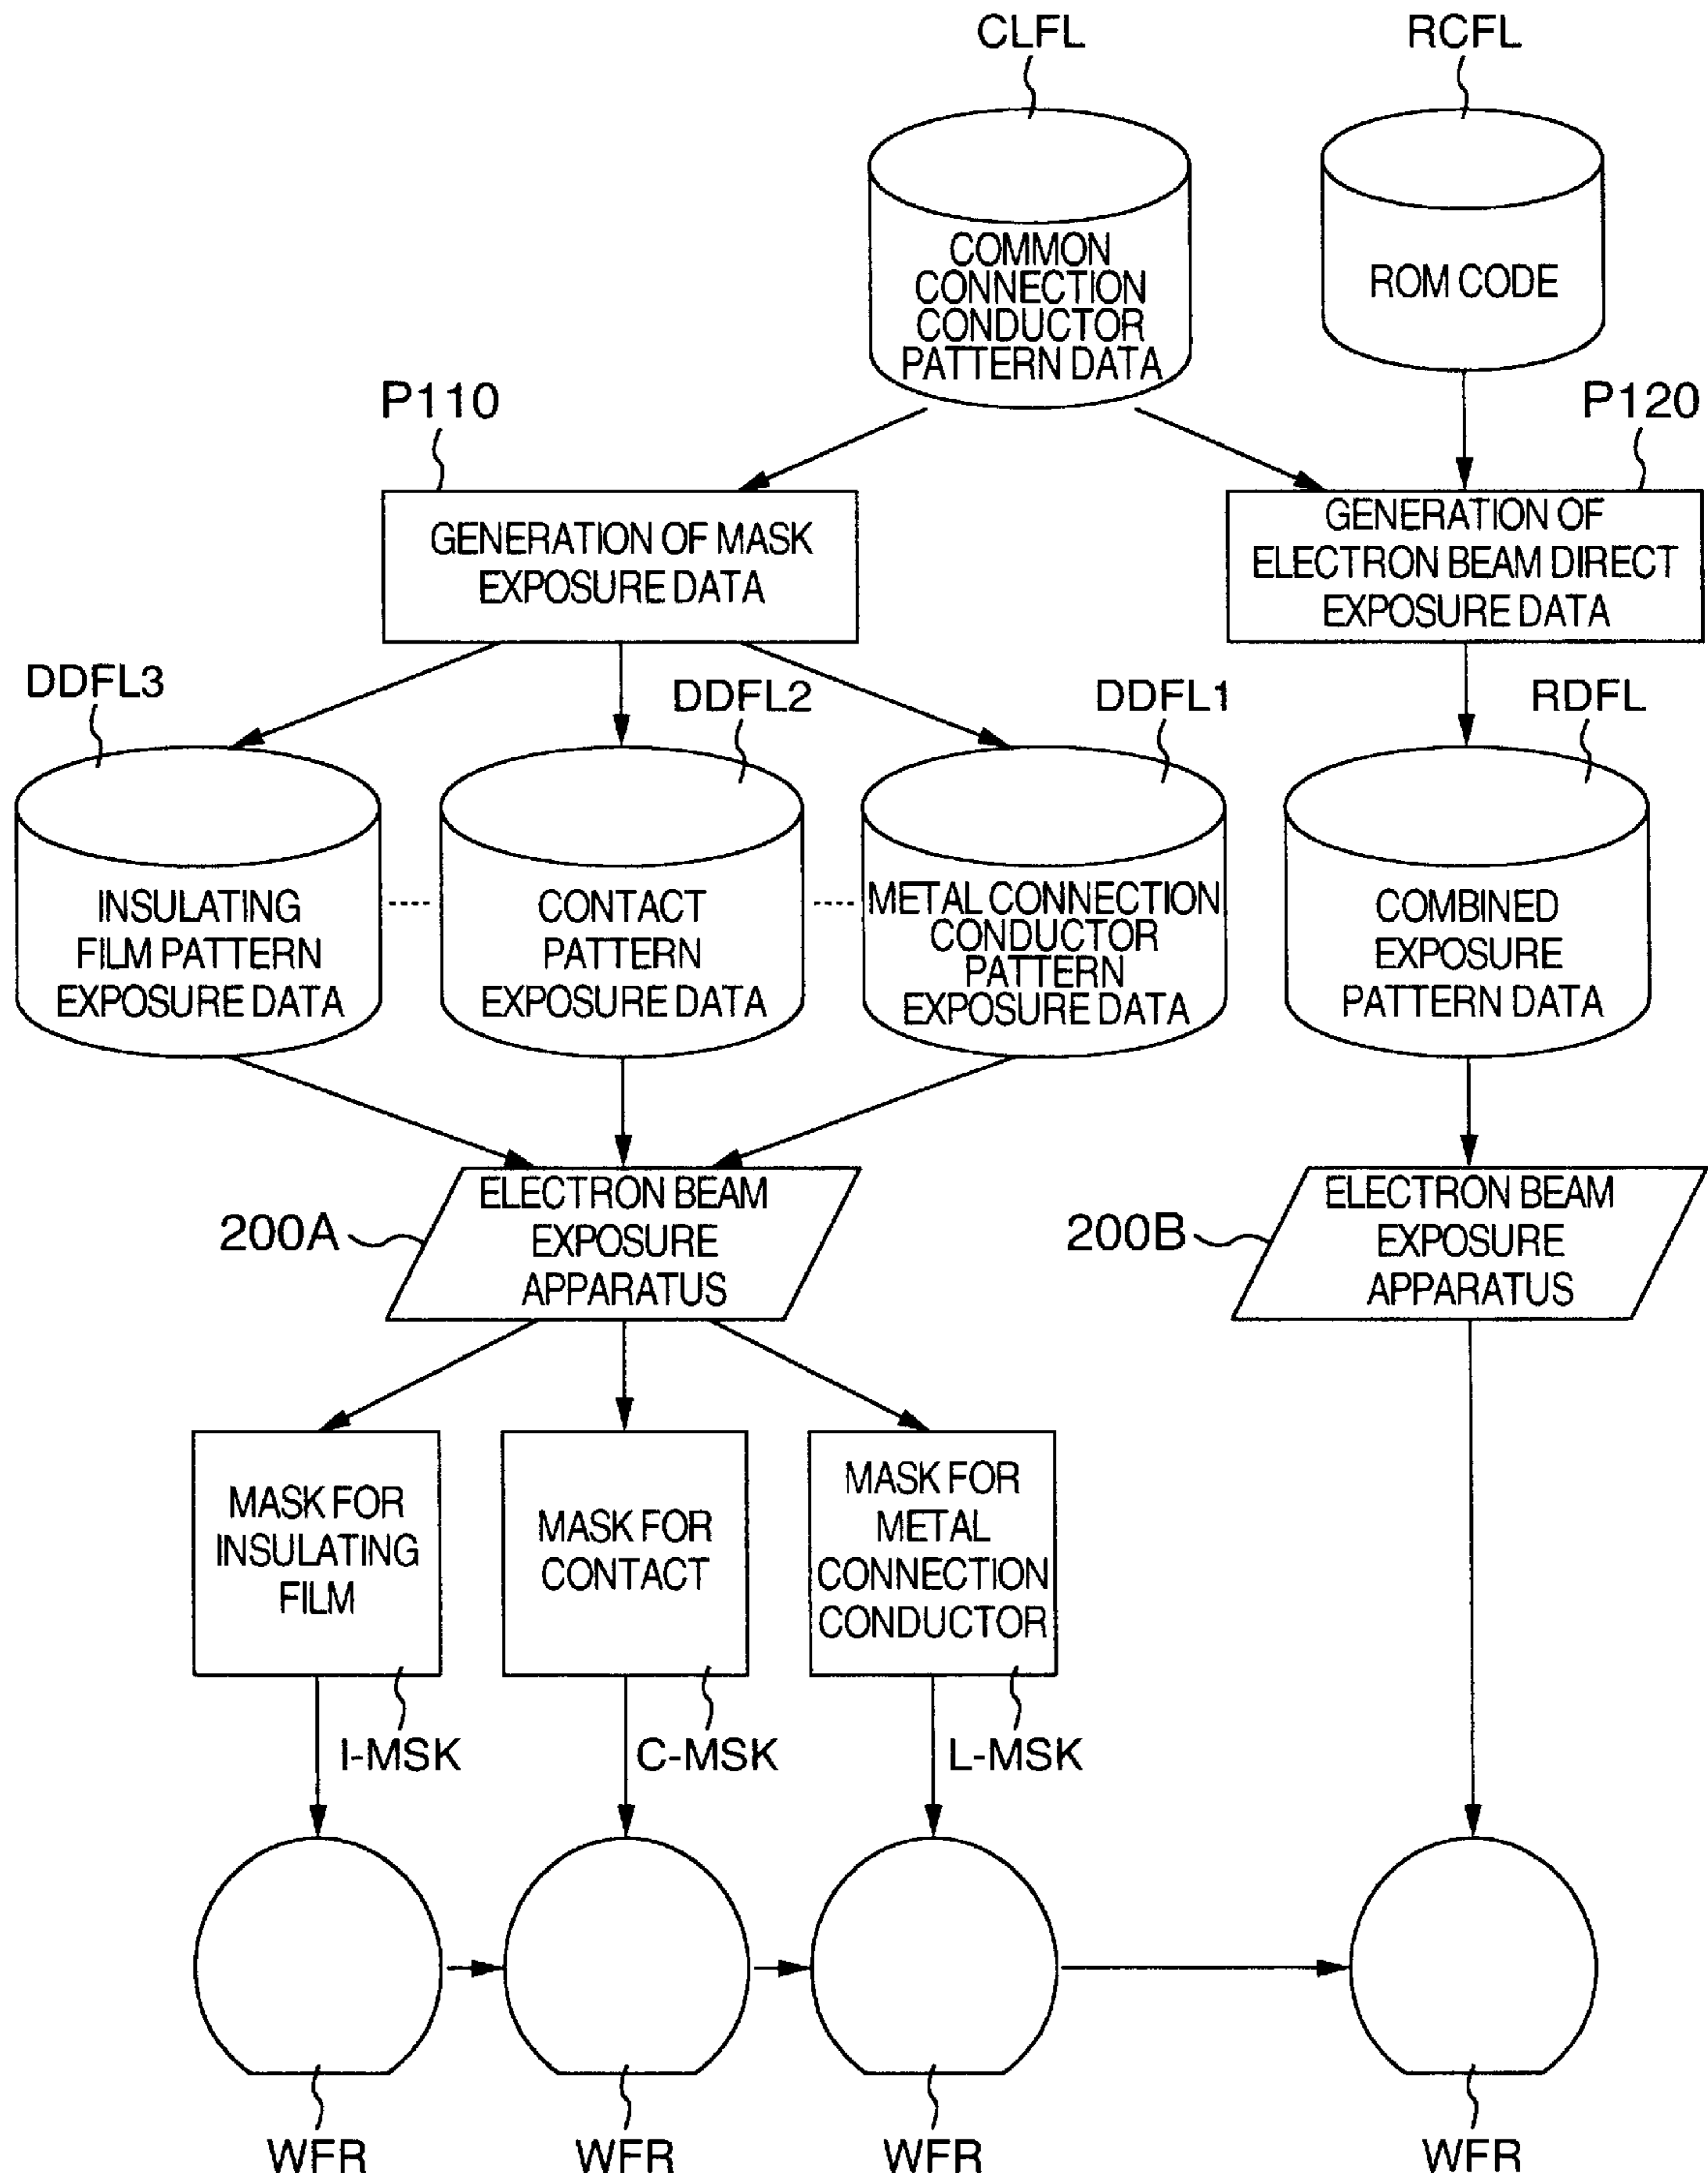 CLFL
RCFL
COMMON
CONNECTION
CONDUCTOR
PATTERN DATA
ROM CODE
P110
P120
GENERATION OF MASK
EXPOSURE DATA
GENERATION OF
ELECTRON BEAM DIRECT
EXPOSURE DATA
DDFL3
DDFL2
DDFL1
RDFL
INSULATING
FILM PATTERN
EXPOSURE DATA
CONTACT
PATTERN
EXPOSURE DATA
METAL CONNECTION
CONDUCTOR
PATTERN
EXPOSURE DATA
COMBINED
EXPOSURE
PATTERN DATA
200A
ELECTRON BEAM
EXPOSURE
APPARATUS
200B
ELECTRON BEAM
EXPOSURE
APPARATUS
MASK FOR
INSULATING
FILM
MASK FOR
CONTACT
MASK FOR
METAL
CONNECTION
CONDUCTOR
I-MSK
C-MSK
L-MSK
WFR
WFR
WFR
WFR